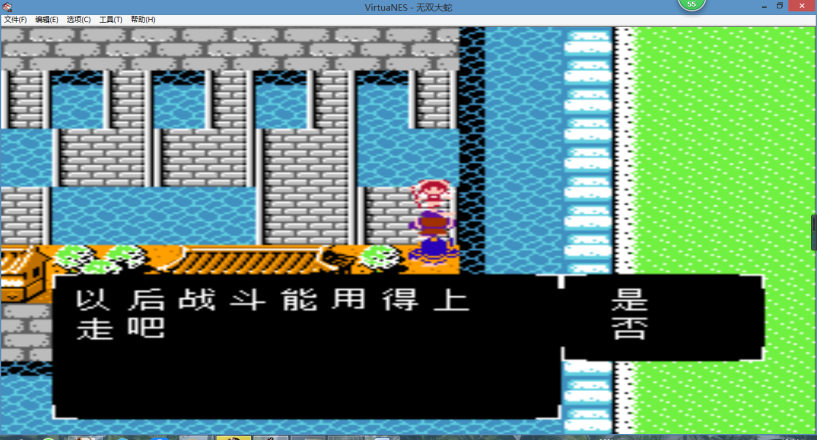 VirtuaNES - 无双大蛇
55
文件(F) 编辑(E) 选项(C) 工具(T) 帮助(H)
以后战斗能用得上
走吧
是
否